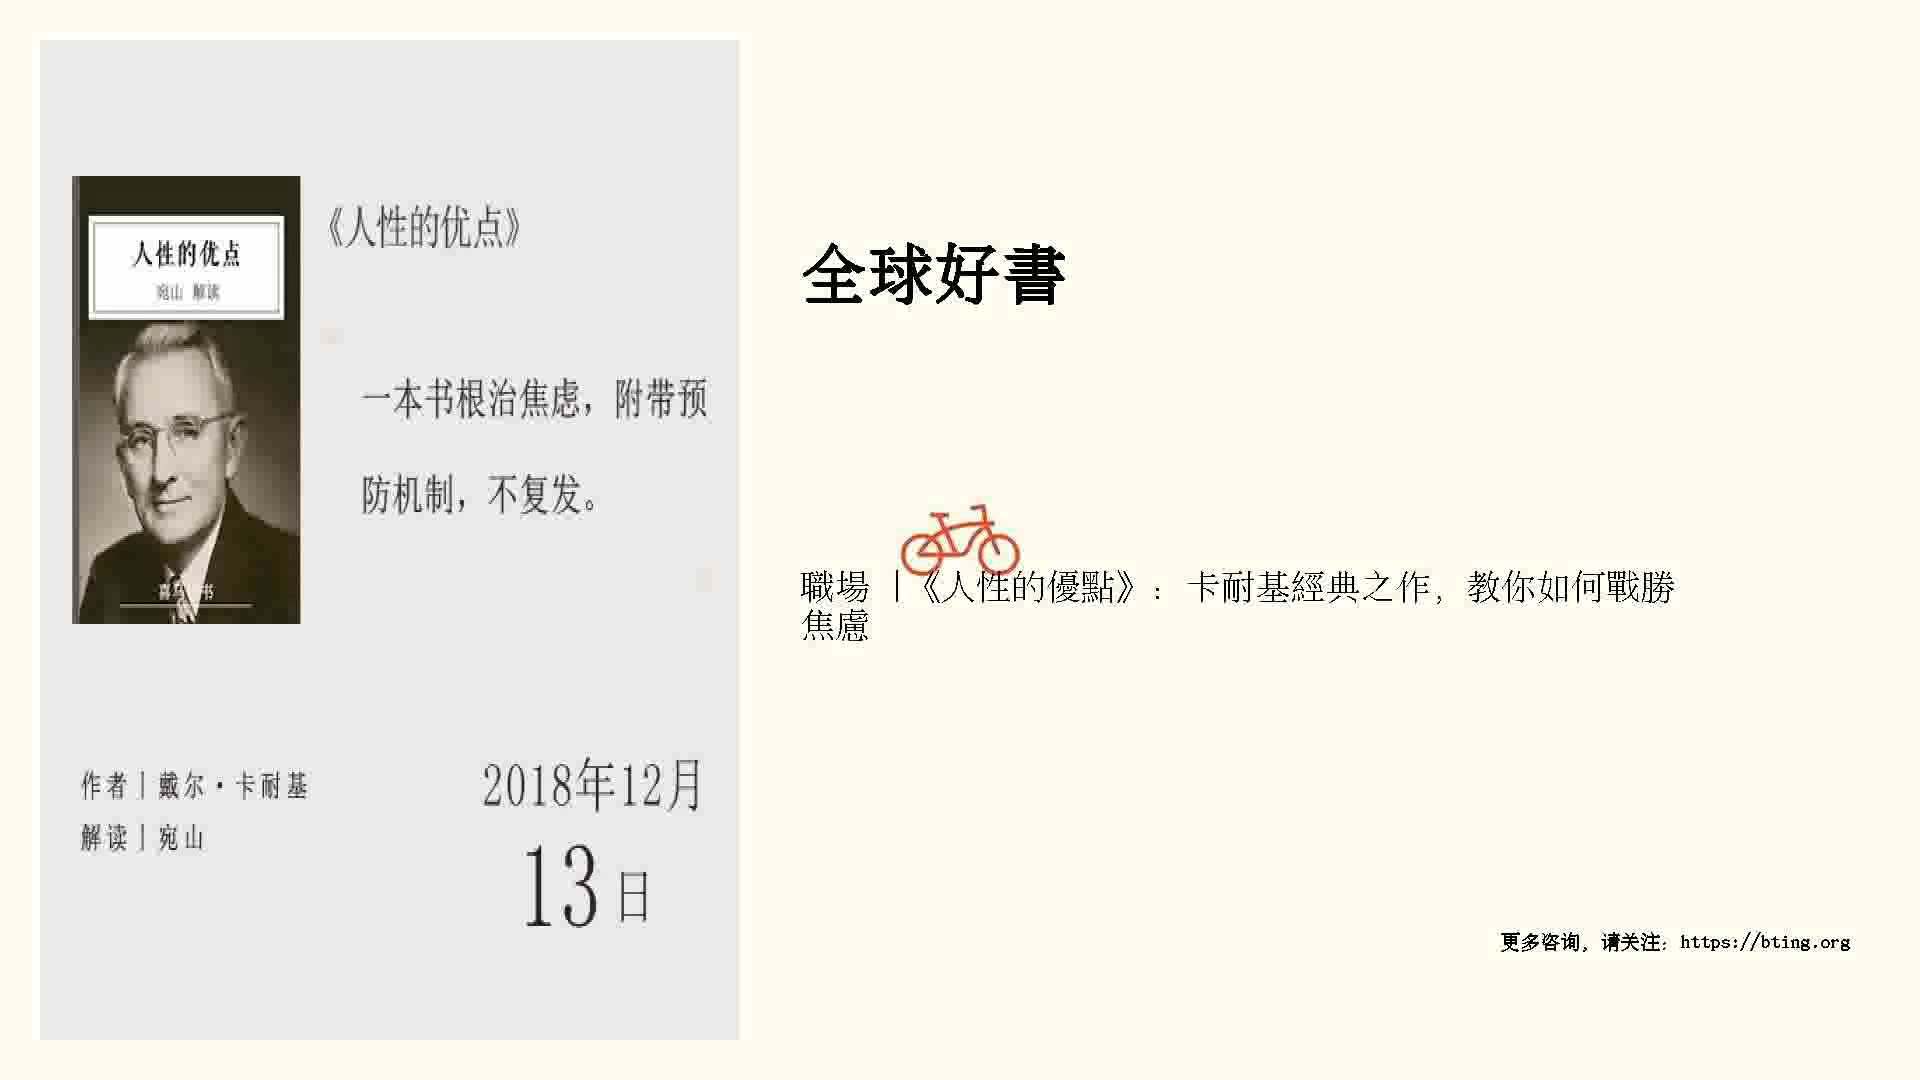 《人性的优点》
人性的优点
宛山 解读
一本书根治焦虑，附带预
防机制，不复发。
作者丨戴尔·卡耐基
解读丨宛山
2018年12月
13日
全球好書
職場 丨《人性的優點》：卡耐基經典之作，教你如何戰勝
焦慮
更多咨询，请关注：https://bting.org